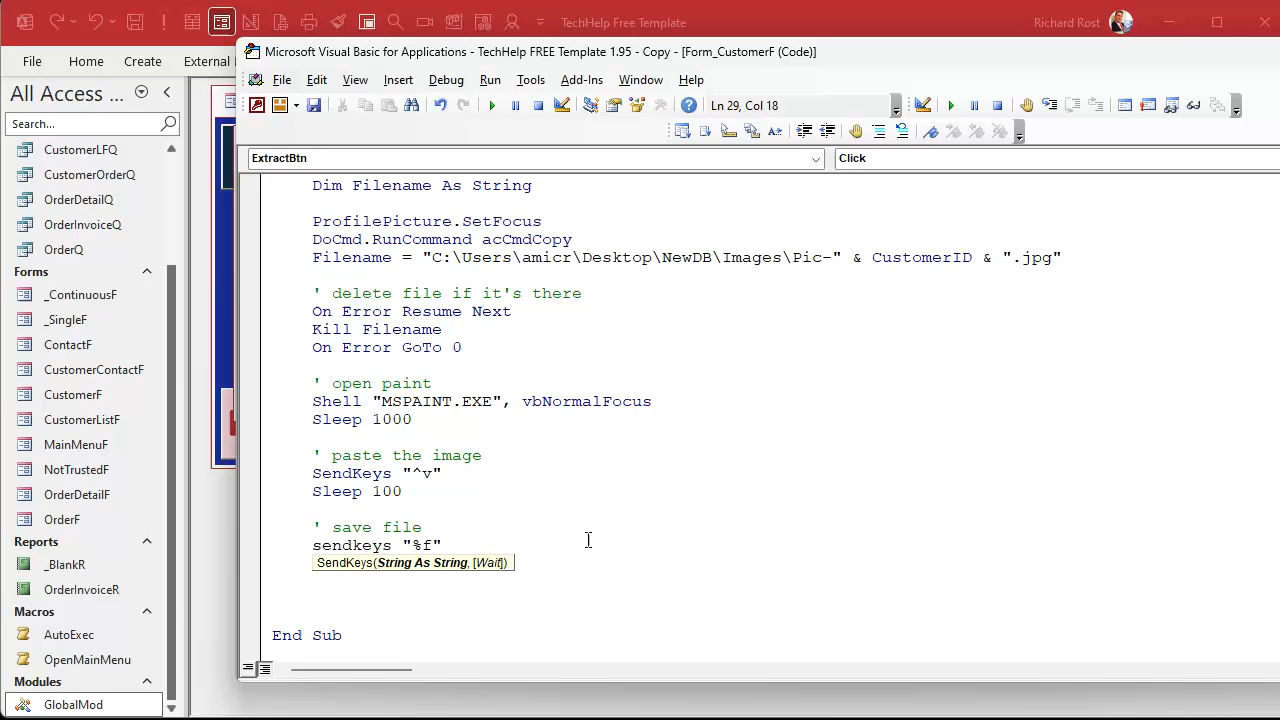 TechHelp Free Template
Richard Rost
File
Home
Create
External
Microsoft Visual Basic for Applications - TechHelp FREE Template 1.95 - Copy - [Form_CustomerF (Code)]
File Edit View Insert Debug Run Tools Add-Ins Window Help
Ln 29, Col 18
ExtractBtn
Click
All Access ...
Search...
CustomerLFQ
CustomerOrderQ
OrderDetailQ
OrderInvoiceQ
OrderQ
Forms
_ContinuousF
_SingleF
ContactF
CustomerContactF
CustomerF
CustomerListF
MainMenuF
NotTrustedF
OrderDetailF
OrderF
Reports
_BlankR
OrderInvoiceR
Macros
AutoExec
OpenMainMenu
Modules
GlobalMod
Dim Filename As String
ProfilePicture.SetFocus
DoCmd.RunCommand acCmdCopy
Filename = "C:\Users\amicr\Desktop\NewDB\Images\Pic-" & CustomerID & ".jpg"
' delete file if it's there
On Error Resume Next
Kill Filename
On Error GoTo 0
' open paint
Shell "MSPAINT.EXE", vbNormalFocus
Sleep 1000
' paste the image
SendKeys "^v"
Sleep 100
' save file
sendkeys "%f"
SendKeys(String As String, [Wait])
End Sub